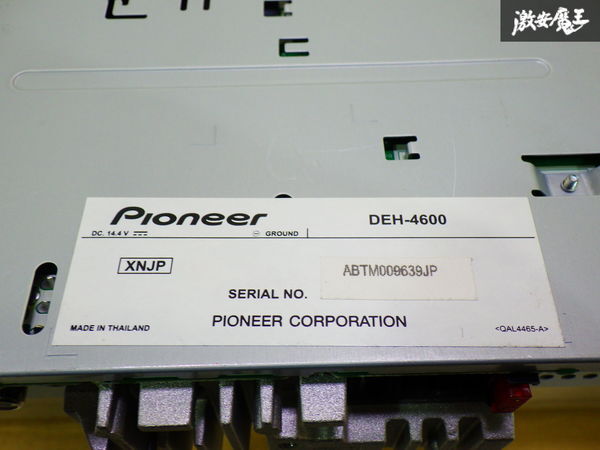 激安魔王
Pioneer DEH-4600
DC. 14.4 V ⊖ GROUND
XNJP
ABTM009639JP
SERIAL NO.
MADE IN THAILAND PIONEER CORPORATION <QAL4465-A>